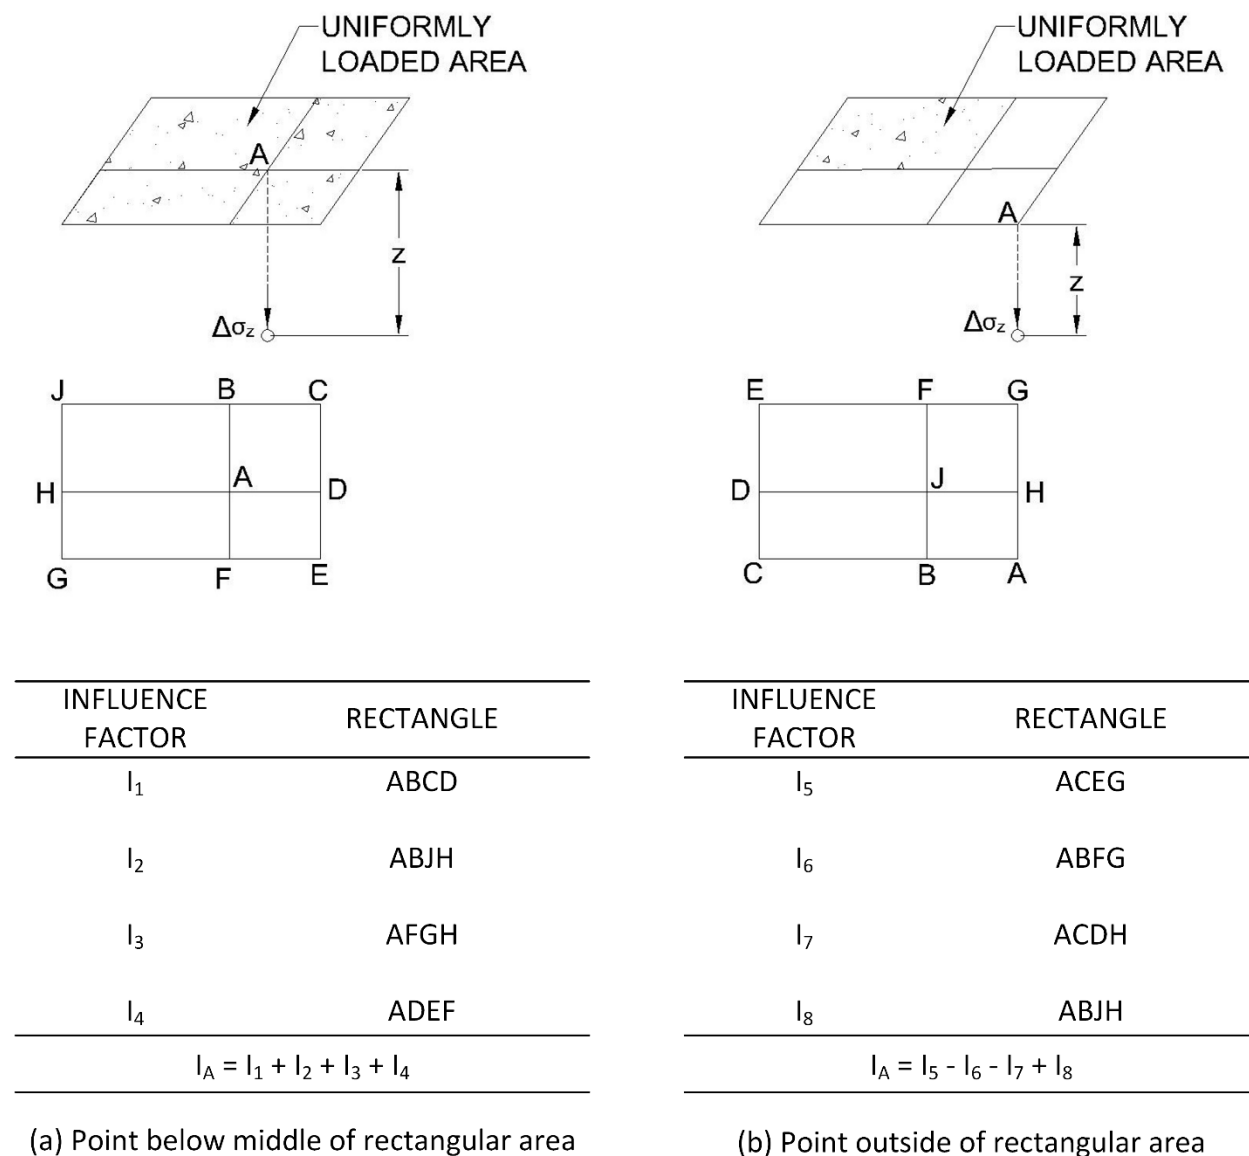 UNIFORMLY
LOADED AREA
A
z
Δσz
J B C
H A D
G F E
INFLUENCE
FACTOR
RECTANGLE
I1 ABCD
I2 ABJH
I3 AFGH
I4 ADEF
IA = I1 + I2 + I3 + I4
(a) Point below middle of rectangular area
UNIFORMLY
LOADED AREA
A
z
Δσz
E F G
D J H
C B A
INFLUENCE
FACTOR
RECTANGLE
I5 ACEG
I6 ABFG
I7 ACDH
I8 ABJH
IA = I5 - I6 - I7 + I8
(b) Point outside of rectangular area